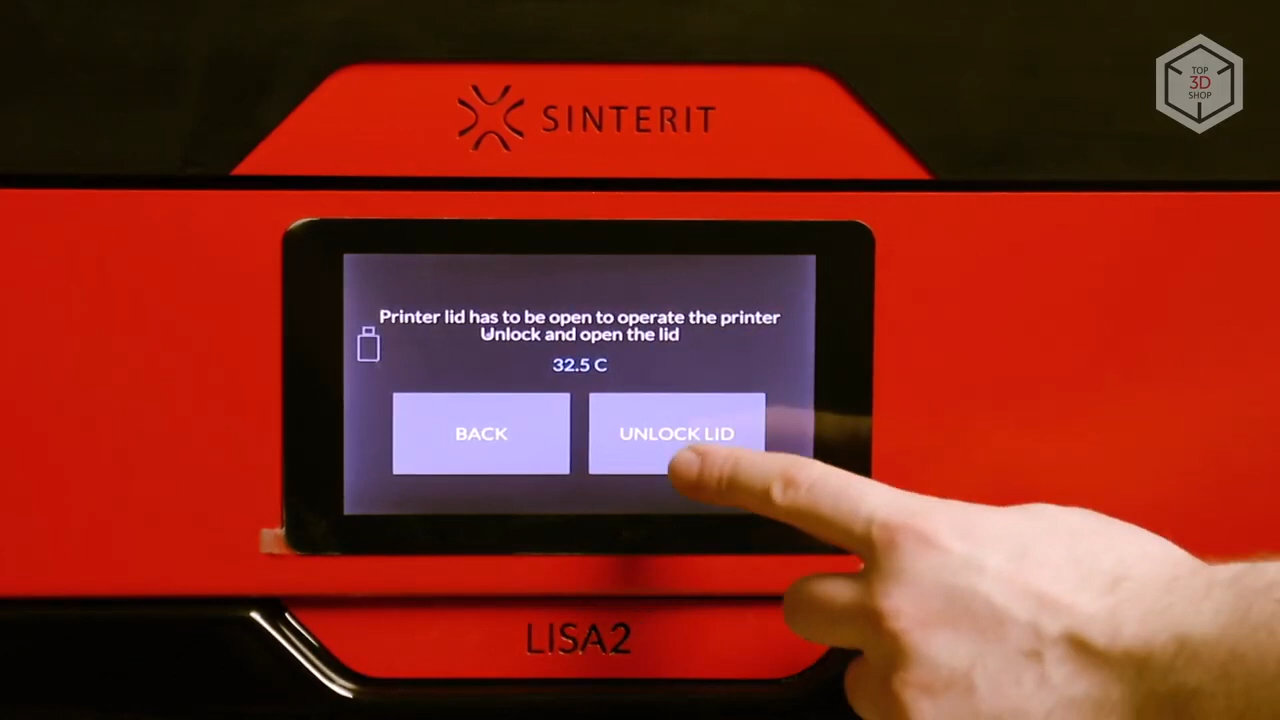 TOP
3D
SHOP
SINTERIT
Printer lid has to be open to operate the printer
Unlock and open the lid
32.5 C
BACK
UNLOCK LID
LISA2